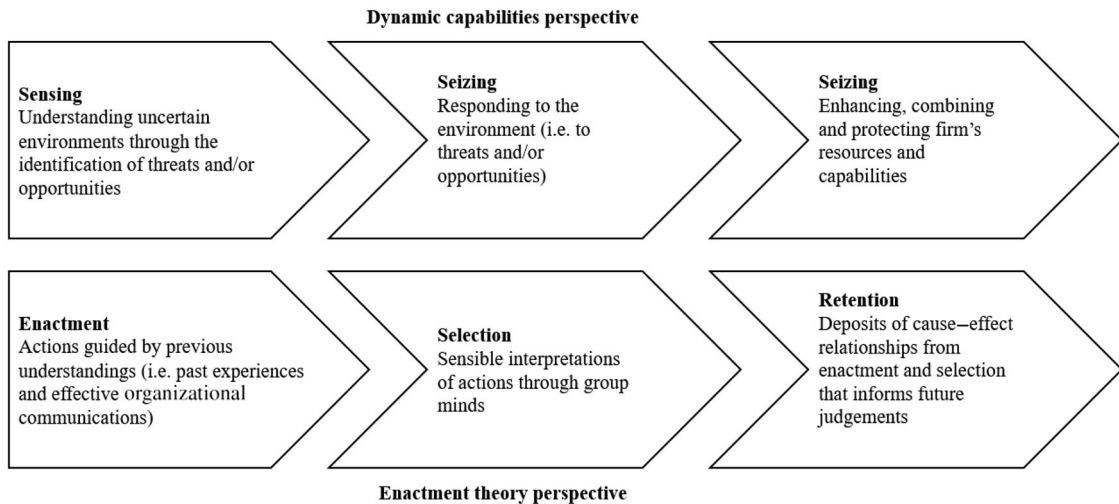 Dynamic capabilities perspective
Sensing
Understanding uncertain
environments through the
identification of threats and/or
opportunities
Seizing
Responding to the
environment (i.e. to
threats and/or
opportunities)
Seizing
Enhancing, combining
and protecting firm’s
resources and
capabilities
Enactment
Actions guided by previous
understandings (i.e. past experiences
and effective organizational
communications)
Selection
Sensible interpretations
of actions through group
minds
Retention
Deposits of cause–effect
relationships from
enactment and selection
that informs future
judgements
Enactment theory perspective